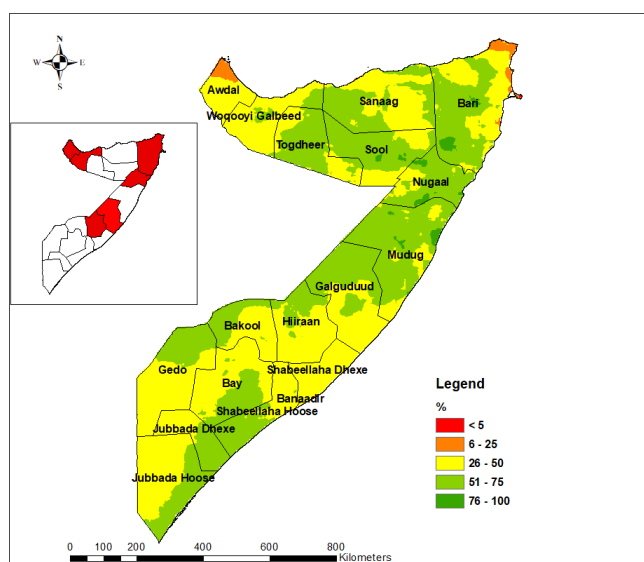 N
W E
S
Awdal
Woqooyi Galbeed
Togdheer
Sanaag
Sool
Bari
Nugaal
Mudug
Galguduud
Hiiraan
Bakool
Gedo
Bay
Shabeellaha Dhexe
Banaadir
Shabeellaha Hoose
Jubbada Dhexe
Jubbada Hoose
Legend
%
< 5
6 - 25
26 - 50
51 - 75
76 - 100
0 100 200 400 600 800
Kilometers